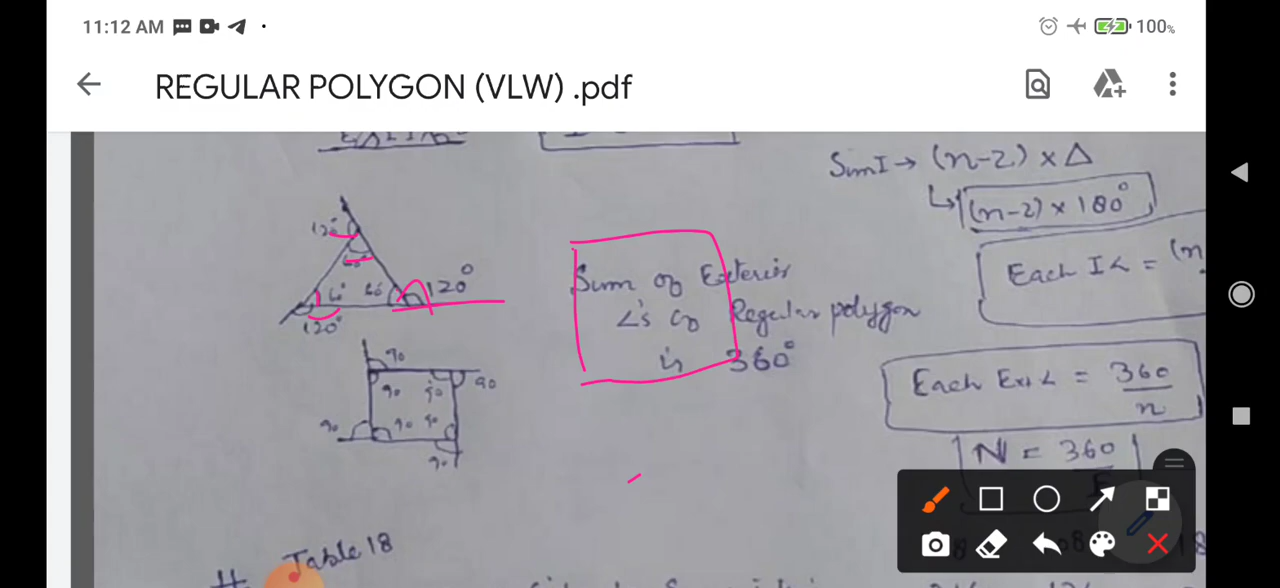 11:12 AM
100%
REGULAR POLYGON (VLW) .pdf
Sum I → (n-2) × Δ
↳ (n-2) × 180°
Each I∠ =
120°
60°
60° 60
120°
120°
Sum of Exterior
∠'s Regular polygon
is 360°
90
90 90
90
90 90
90
90
Each Ext ∠ = 360/n
N = 360
Table 18